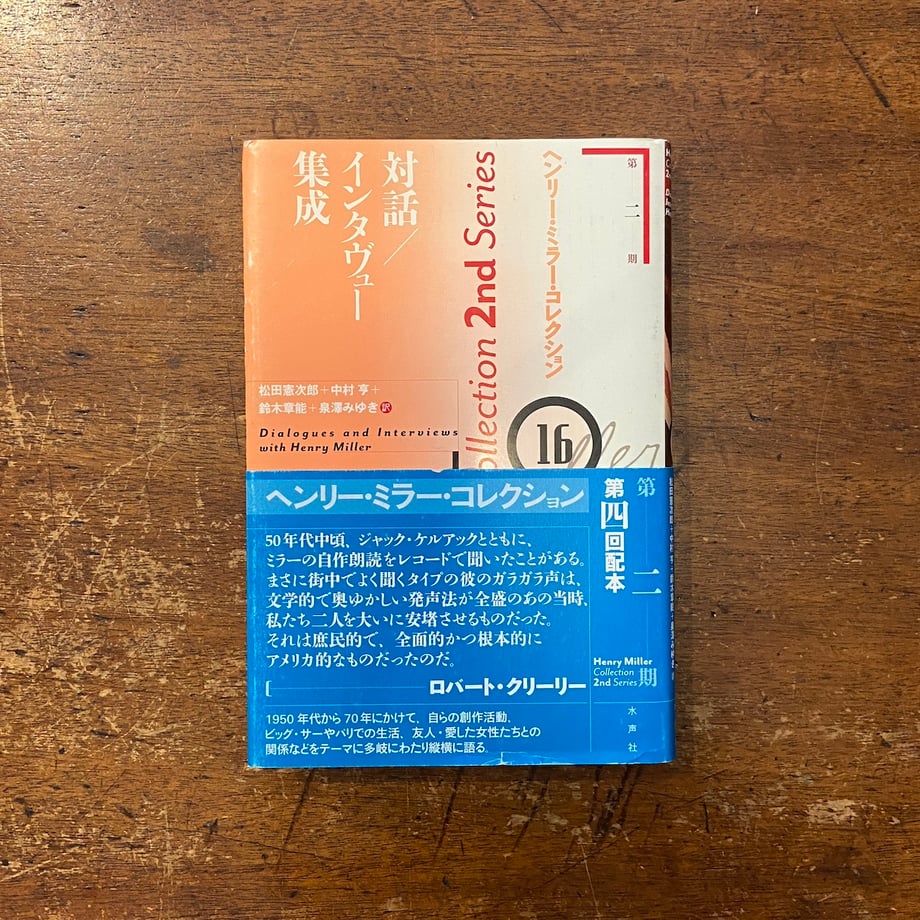 対話／
インタヴュー
集成
松田憲次郎+中村 亨+
鈴木章能+泉澤みゆき訳
Dialogues and Interviews
with Henry Miller
ollection 2nd Series
ヘンリー・ミラー・コレクション
第二期
16
ller
ヘンリー・ミラー・コレクション
50年代中頃、ジャック・ケルアックとともに、
ミラーの自作朗読をレコードで聞いたことがある。
まさに街中でよく聞くタイプの彼のガラガラ声は、
文学的で奥ゆかしい発声法が全盛のあの当時、
私たち二人を大いに安堵させるものだった。
それは庶民的で、全面的かつ根本的に
アメリカ的なものだったのだ。
ロバート・クリーリー
1950年代から70年にかけて、自らの創作活動、
ビッグ・サーやパリでの生活、友人・愛した女性たちとの
関係などをテーマに多岐にわたり縦横に語る。
第二期
第四回配本
Henry Miller
Collection
2nd Series
水声社